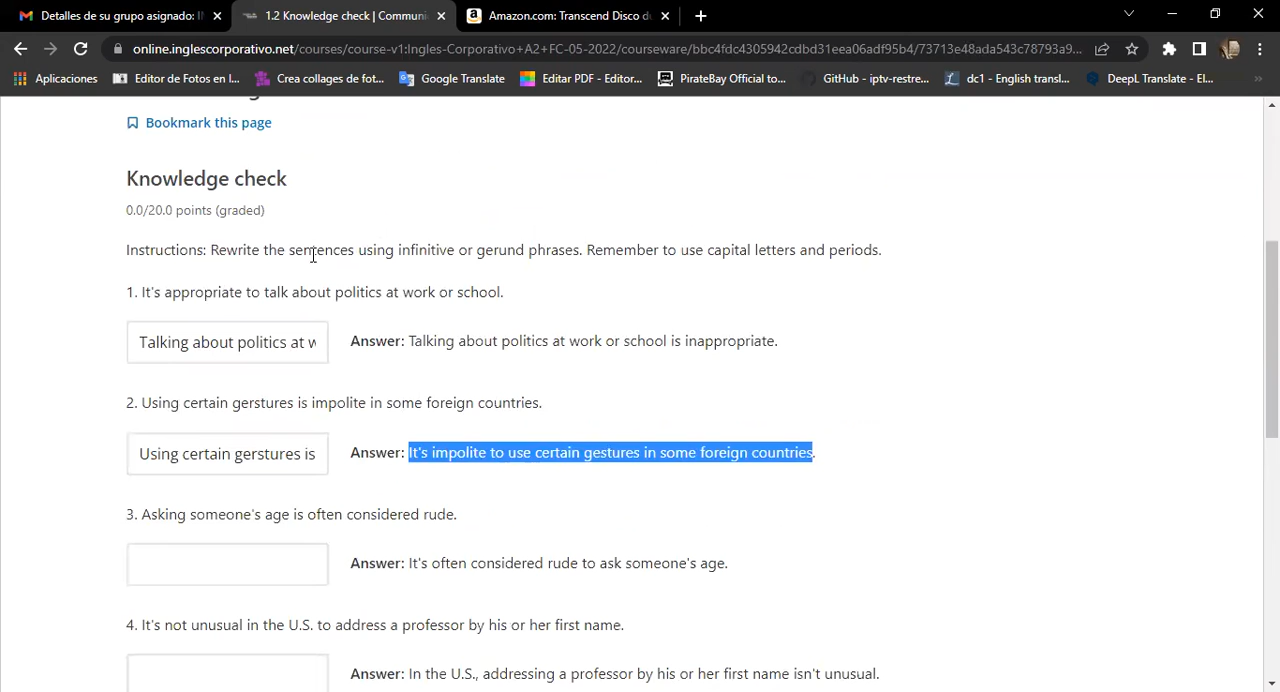 Detalles de su grupo asignado: I
1.2 Knowledge check | Communi
Amazon.com: Transcend Disco d
online.inglescorporativo.net/courses/course-v1:Ingles-Corporativo+A2+FC-05-2022/courseware/bbc4fdc4305942cdbd31eea06adf95b4/73713e48ada543c78793a9...
Aplicaciones
Editor de Fotos en l...
Crea collages de fot...
Google Translate
Editar PDF - Editor...
PirateBay Official to...
GitHub - iptv-restre...
dc1 - English transl...
DeepL Translate - El...
Bookmark this page
Knowledge check
0.0/20.0 points (graded)
Instructions: Rewrite the sentences using infinitive or gerund phrases. Remember to use capital letters and periods.
1. It's appropriate to talk about politics at work or school.
Talking about politics at w
Answer: Talking about politics at work or school is inappropriate.
2. Using certain gerstures is impolite in some foreign countries.
Using certain gerstures is
Answer: It's impolite to use certain gestures in some foreign countries.
3. Asking someone's age is often considered rude.
Answer: It's often considered rude to ask someone's age.
4. It's not unusual in the U.S. to address a professor by his or her first name.
Answer: In the U.S., addressing a professor by his or her first name isn't unusual.